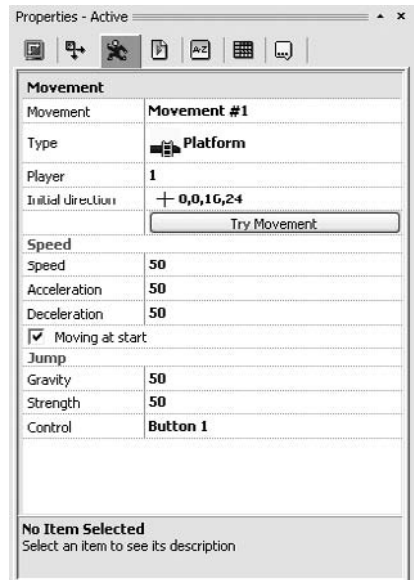 Properties - Active
A-Z
Movement
Movement Movement #1
Type Platform
Player 1
Initial direction 0,0,16,24
Try Movement
Speed
Speed 50
Acceleration 50
Deceleration 50
Moving at start
Jump
Gravity 50
Strength 50
Control Button 1
No Item Selected
Select an item to see its description